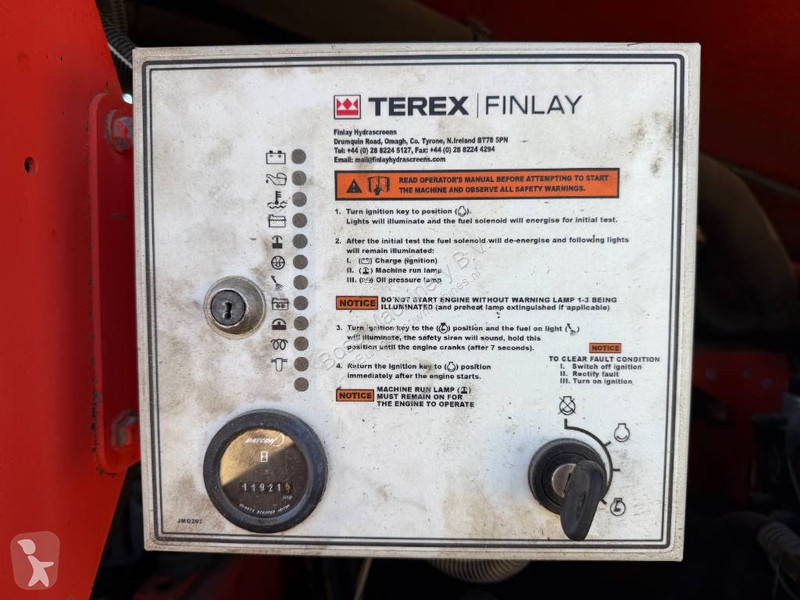 TEREX | FINLAY
Finlay Hydrascreens
Drumquin Road, Omagh, Co. Tyrone, N.Ireland BT78 5PN
Tel: +44 (0) 28 8224 5127, Fax: +44 (0) 28 8224 4294
Email: mail@finlayhydrascreens.com
READ OPERATOR'S MANUAL BEFORE ATTEMPTING TO START
THE MACHINE AND OBSERVE ALL SAFETY WARNINGS.
1. Turn ignition key to position ( ).
Lights will illuminate and the fuel solenoid will energise for initial test.
2. After the initial test the fuel solenoid will de-energise and following lights
will remain illuminated:
I. ( ) Charge (ignition)
II. ( ) Machine run lamp
III. ( ) Oil pressure lamp
NOTICE DO NOT START ENGINE WITHOUT WARNING LAMP 1-3 BEING
ILLUMINATED (and preheat lamp extinguished if applicable)
3. Turn ignition key to the ( ) position and the fuel on light ( )
will illuminate, the safety siren will sound, hold this
position until the engine cranks (after 7 seconds).
4. Return the ignition key to ( ) position
immediately after the engine starts.
NOTICE MACHINE RUN LAMP ( )
MUST REMAIN ON FOR
THE ENGINE TO OPERATE
NOTICE
TO CLEAR FAULT CONDITION
I. Switch off ignition
II. Rectify fault
III. Turn on ignition
DATCON
119215
JMG201